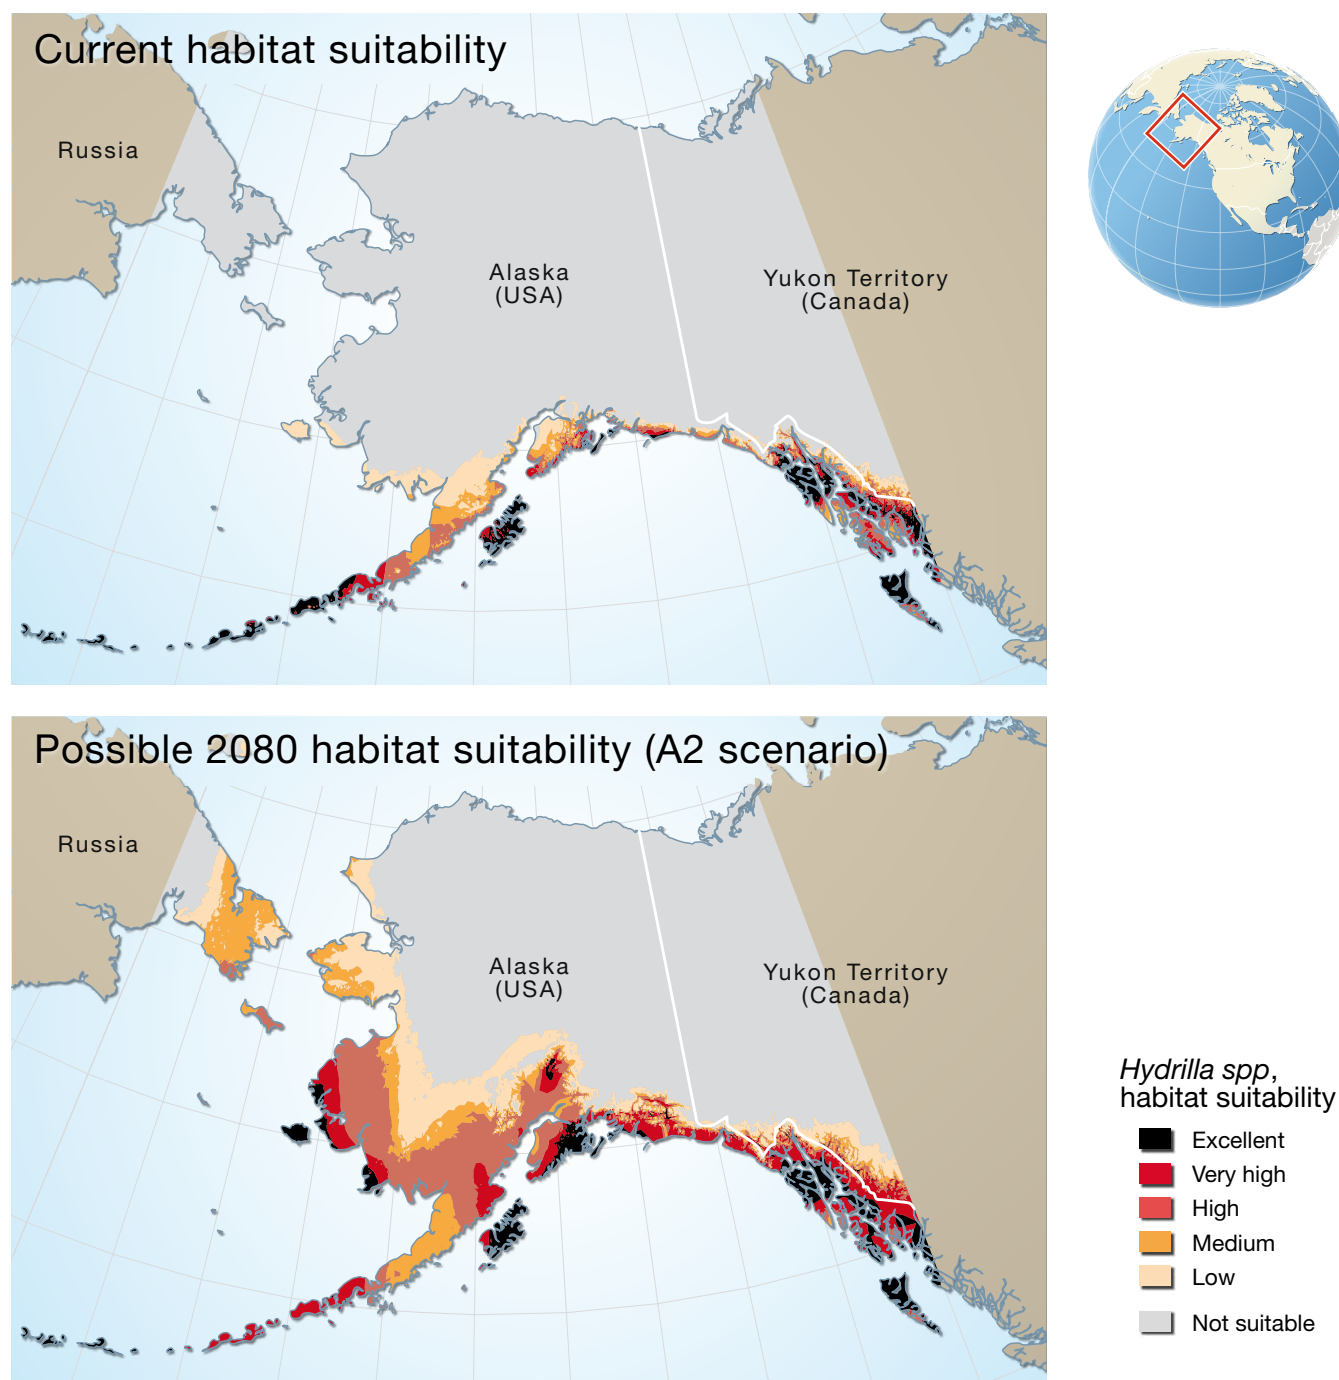 Current habitat suitability
Russia
Alaska
(USA)
Yukon Territory
(Canada)
Possible 2080 habitat suitability (A2 scenario)
Russia
Alaska
(USA)
Yukon Territory
(Canada)
Hydrilla spp,
habitat suitability
Excellent
Very high
High
Medium
Low
Not suitable